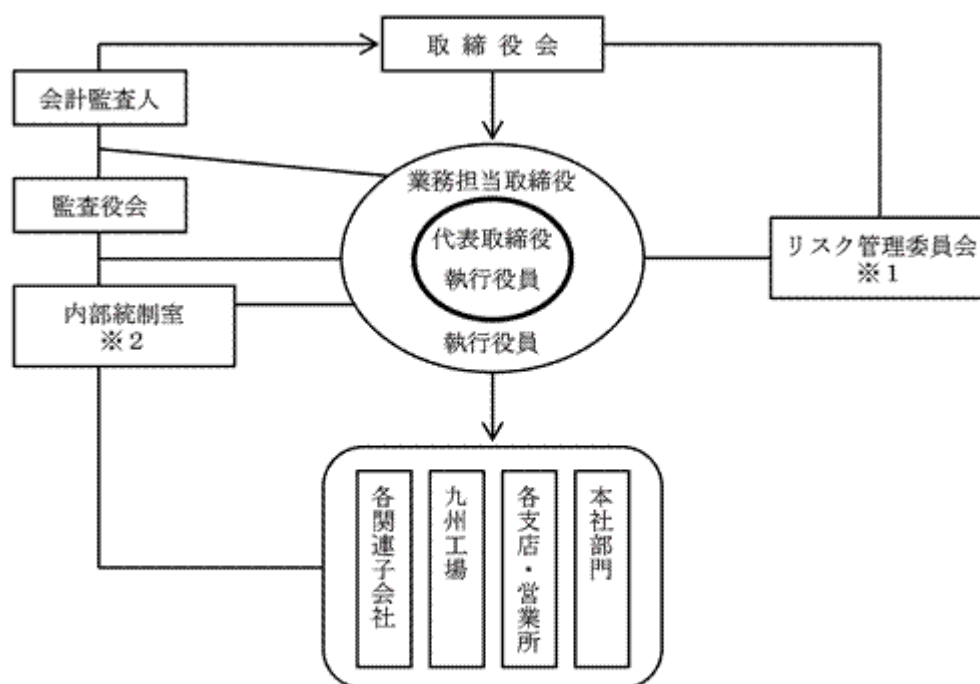 取締役会
会計監査人
監査役会
内部統制室
※2
業務担当取締役
代表取締役
執行役員
執行役員
リスク管理委員会
※1
各関連子会社
九州工場
各支店・営業所
本社部門